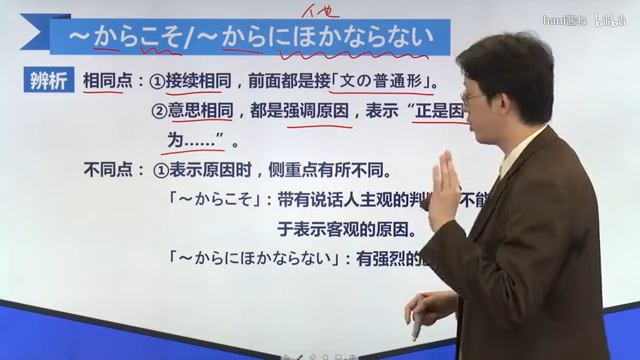 hani酱ね bilibili
他
～からこそ/～からにほかならない
辨析
相同点：①接续相同，前面都是接「文の普通形」。
②意思相同，都是强调原因，表示“正是因
为……”。
不同点：①表示原因时，侧重点有所不同。
「～からこそ」：带有说话人主观的判 不能
于表示客观的原因。
「～からにほかならない」：有强烈的